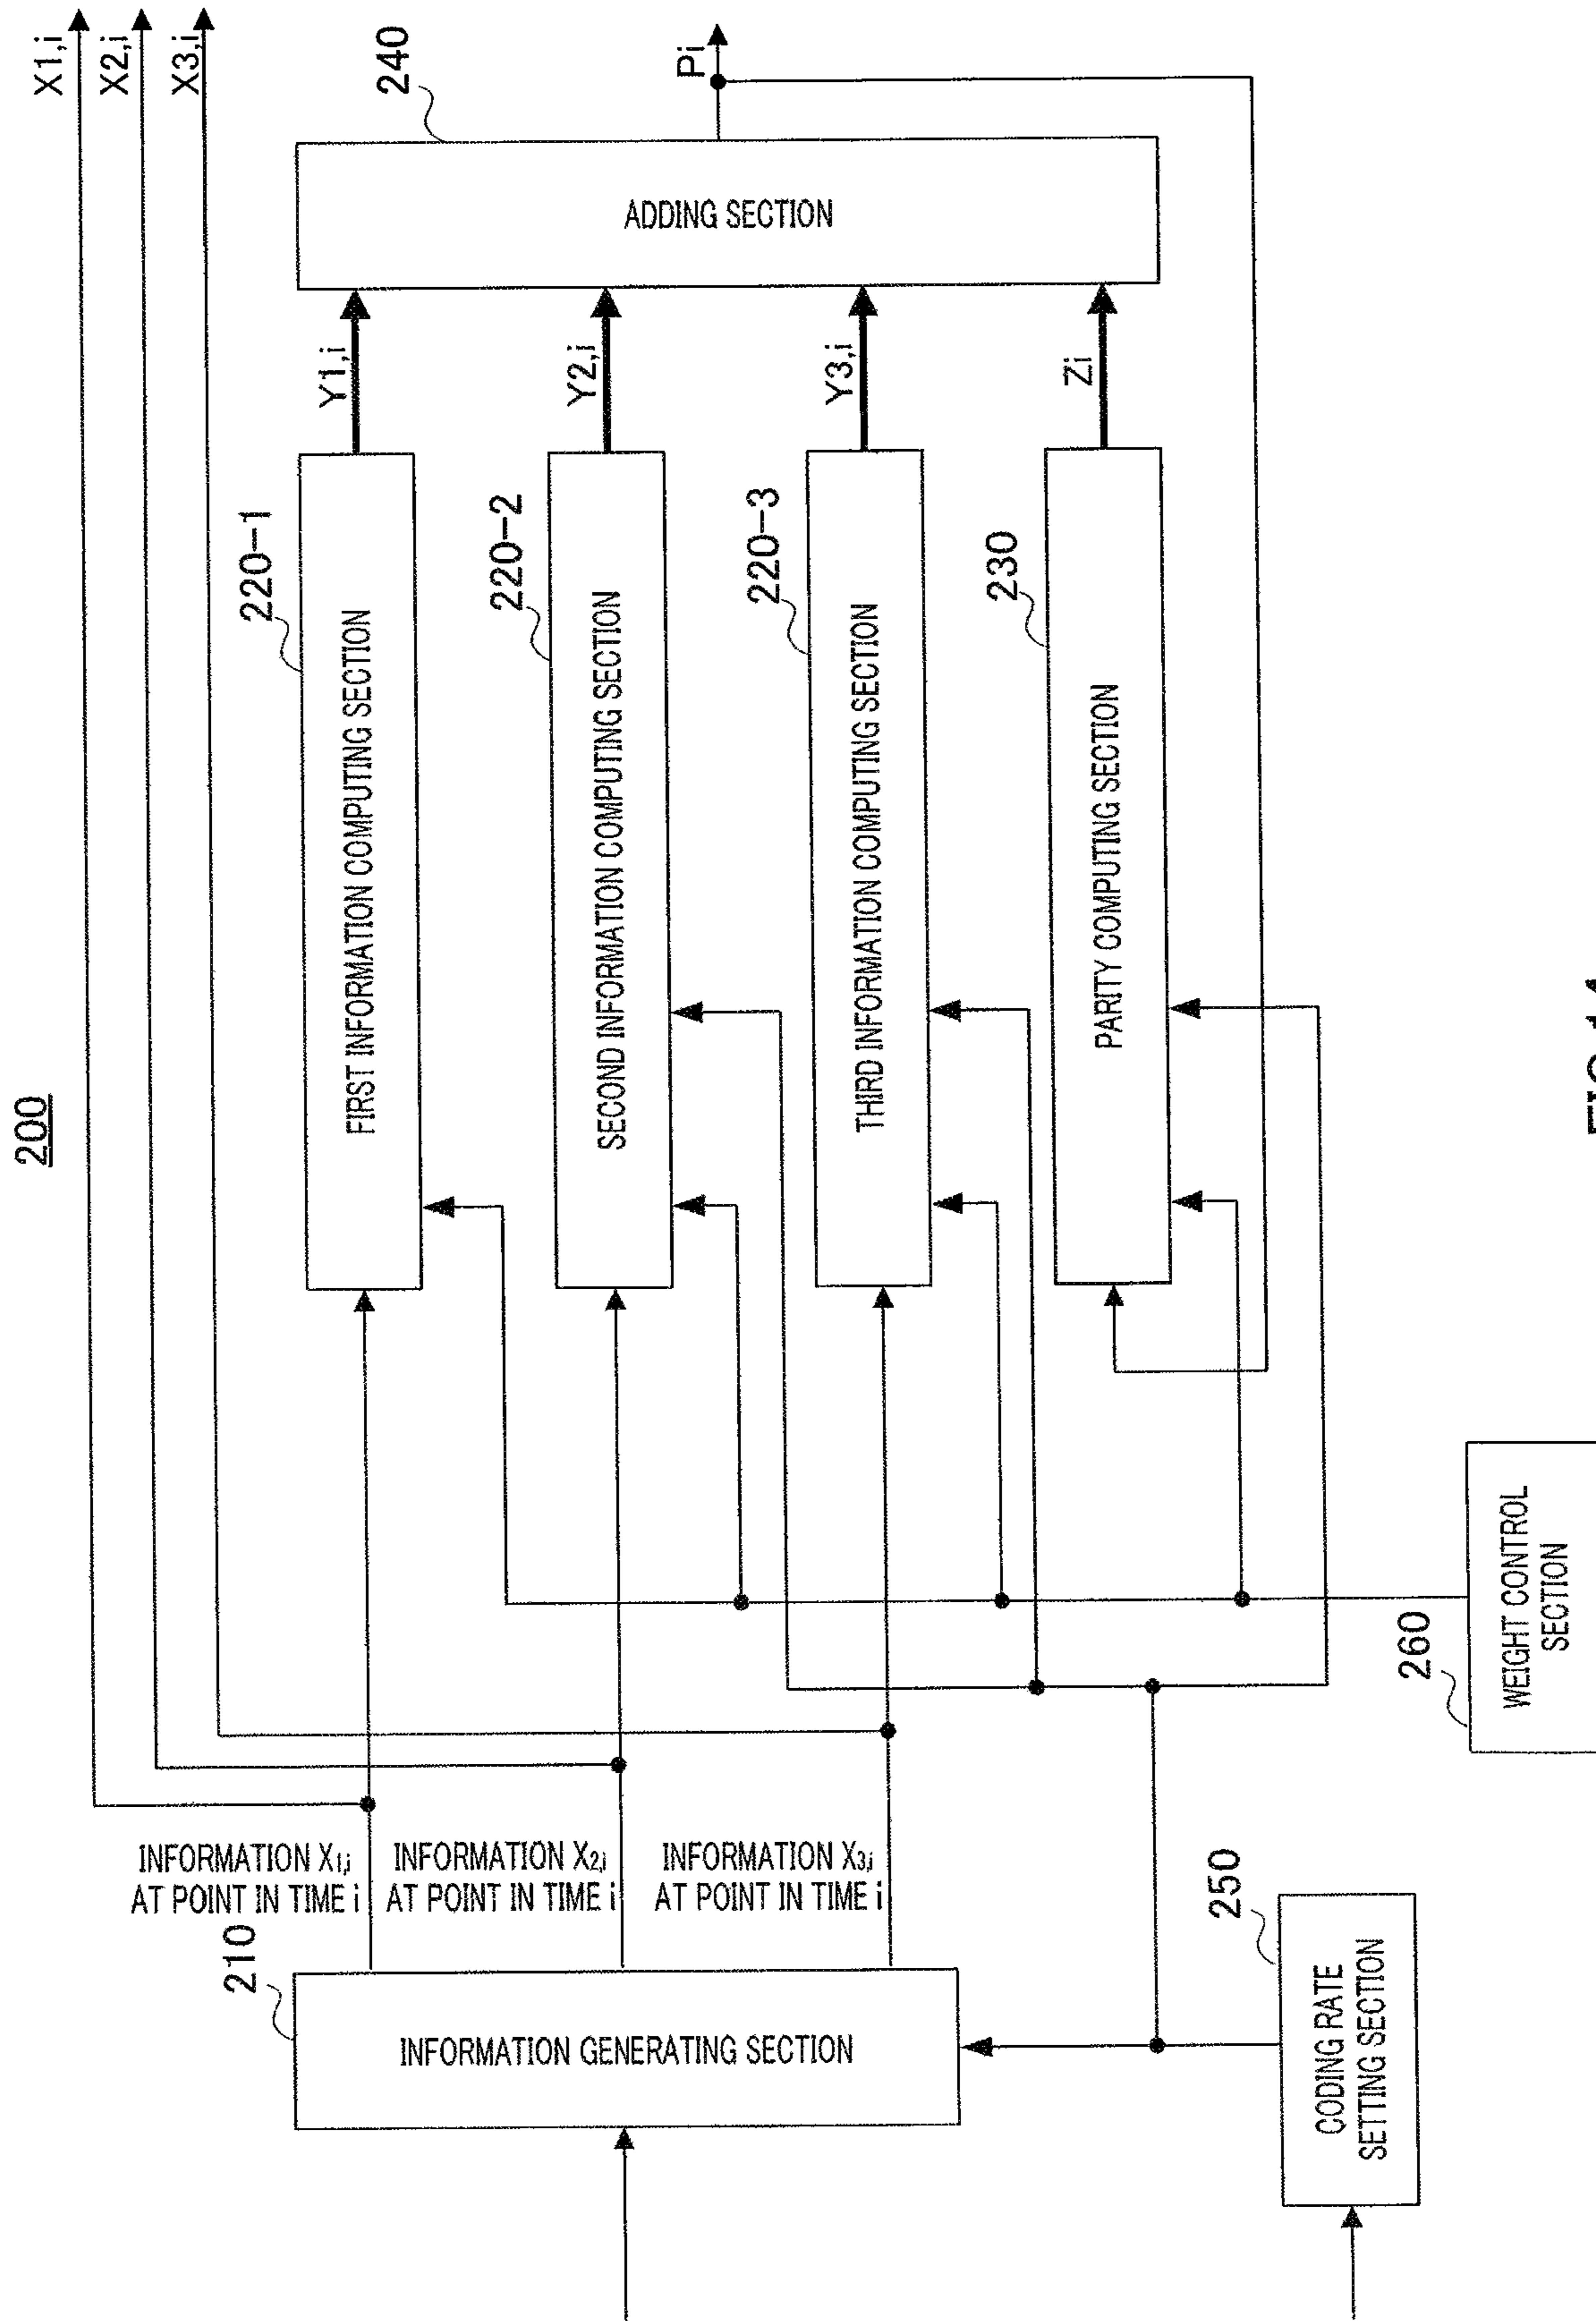 200
X1,i
X2,i
X3,i
INFORMATION X1,i
AT POINT IN TIME i
INFORMATION X2,i
AT POINT IN TIME i
INFORMATION X3,i
AT POINT IN TIME i
210
INFORMATION GENERATING SECTION
220-1
FIRST INFORMATION COMPUTING SECTION
Y1,i
220-2
SECOND INFORMATION COMPUTING SECTION
Y2,i
220-3
THIRD INFORMATION COMPUTING SECTION
Y3,i
230
PARITY COMPUTING SECTION
Zi
240
ADDING SECTION
Pi
250
CODING RATE
SETTING SECTION
260
WEIGHT CONTROL
SECTION